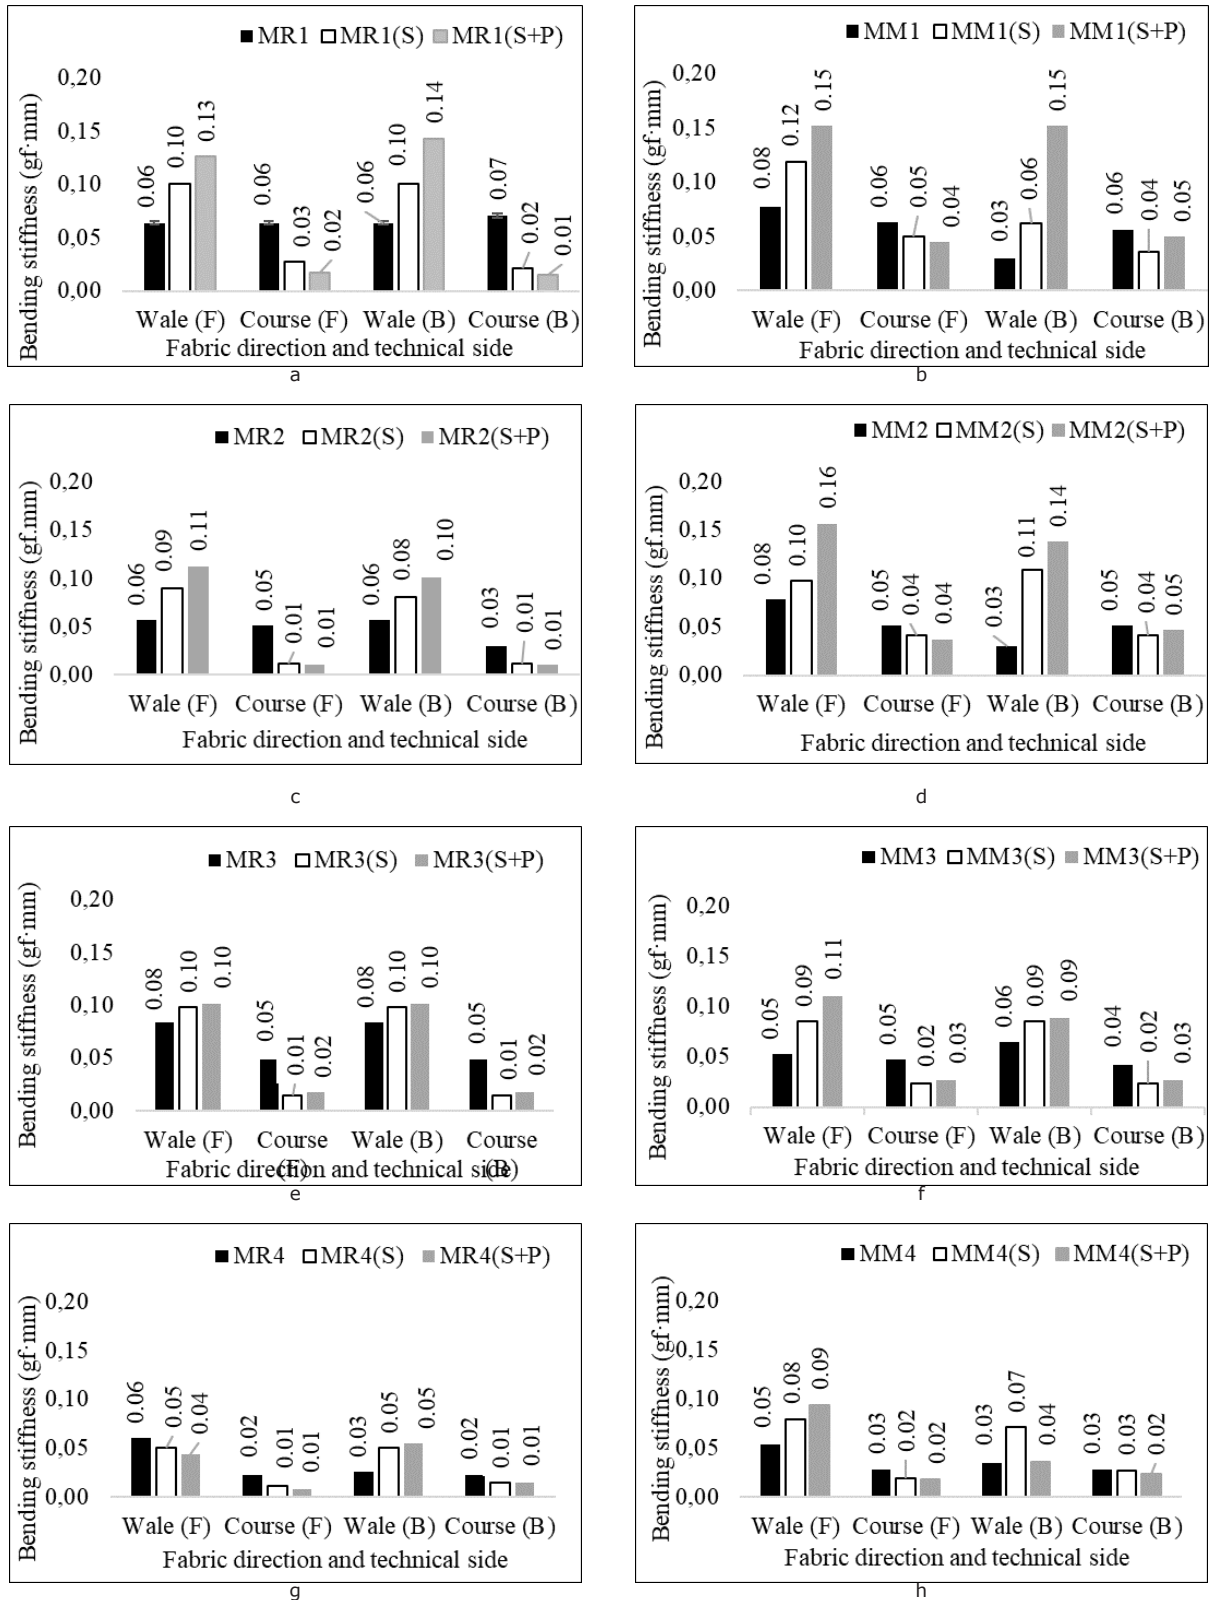 MR1 MR1(S) MR1(S+P)
Bending stiffness (gf·mm)
0,20
0,15
0,10
0,05
0,00
0.06 0.10 0.13 0.06 0.03 0.02 0.06 0.10 0.14 0.07 0.02 0.01
Wale (F) Course (F) Wale (B) Course (B)
Fabric direction and technical side
a
MM1 MM1(S) MM1(S+P)
Bending stiffness (gf·mm)
0,20
0,15
0,10
0,05
0,00
0.08 0.12 0.15 0.06 0.05 0.04 0.03 0.06 0.15 0.06 0.04 0.05
Wale (F) Course (F) Wale (B) Course (B)
Fabric direction and technical side
b
MR2 MR2(S) MR2(S+P)
Bending stiffness (gf.mm)
0,20
0,15
0,10
0,05
0,00
0.06 0.09 0.11 0.05 0.01 0.01 0.06 0.08 0.10 0.03 0.01 0.01
Wale (F) Course (F) Wale (B) Course (B)
Fabric direction and technical side
c
MM2 MM2(S) MM2(S+P)
Bending stiffness (gf.mm)
0,20
0,15
0,10
0,05
0,00
0.08 0.10 0.16 0.05 0.04 0.04 0.03 0.11 0.14 0.05 0.04 0.05
Wale (F) Course (F) Wale (B) Course (B)
Fabric direction and technical side
d
MR3 MR3(S) MR3(S+P)
Bending stiffness (gf·mm)
0,20
0,15
0,10
0,05
0,00
0.08 0.10 0.10 0.05 0.01 0.02 0.08 0.10 0.10 0.05 0.01 0.02
Wale (F) Course (F) Wale (B) Course (B)
Fabric direction and technical side
e
MM3 MM3(S) MM3(S+P)
Bending stiffness (gf·mm)
0,20
0,15
0,10
0,05
0,00
0.05 0.09 0.11 0.05 0.02 0.03 0.06 0.09 0.09 0.04 0.02 0.03
Wale (F) Course (F) Wale (B) Course (B)
Fabric direction and technical side
f
MR4 MR4(S) MR4(S+P)
Bending stiffness (gf·mm)
0,20
0,15
0,10
0,05
0,00
0.06 0.05 0.04 0.02 0.01 0.01 0.03 0.05 0.05 0.02 0.01 0.01
Wale (F) Course (F) Wale (B) Course (B)
Fabric direction and technical side
g
MM4 MM4(S) MM4(S+P)
Bending stiffness (gf·mm)
0,20
0,15
0,10
0,05
0,00
0.05 0.08 0.09 0.03 0.02 0.02 0.03 0.07 0.04 0.03 0.03 0.02
Wale (F) Course (F) Wale (B) Course (B)
Fabric direction and technical side
h